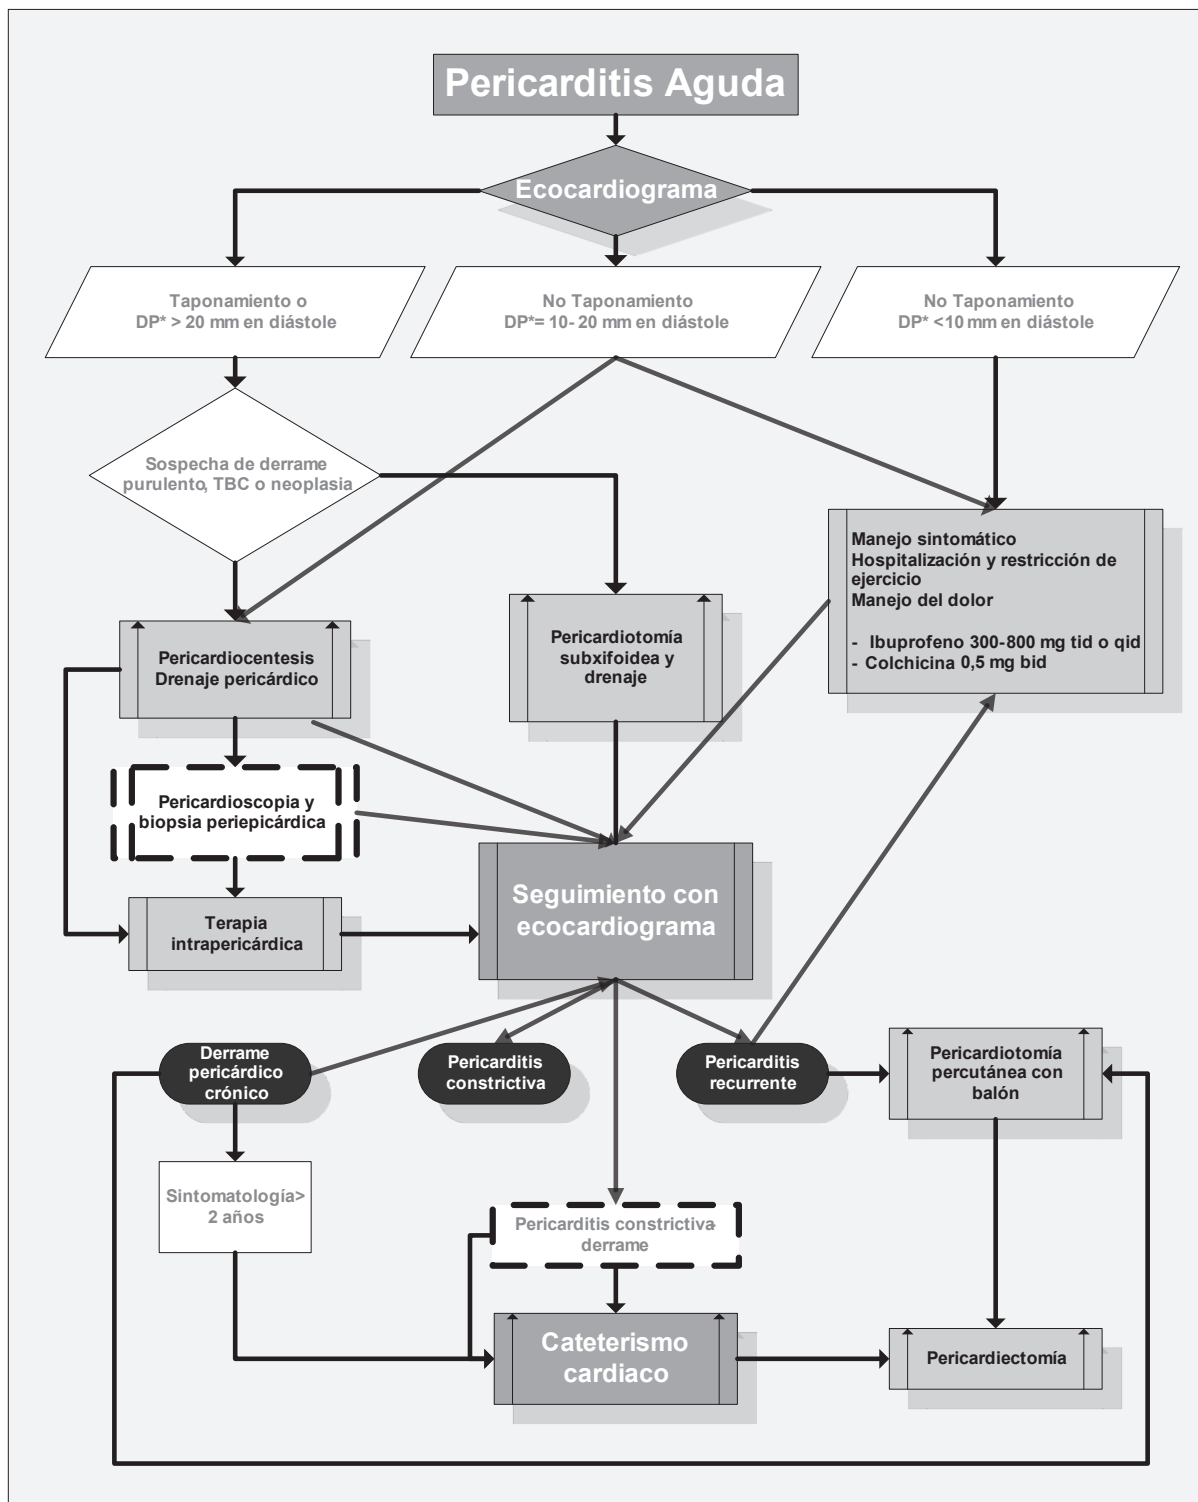 Pericarditis Aguda
Ecocardiograma
Taponamiento o
DP* > 20 mm en diástole
No Taponamiento
DP*= 10- 20 mm en diástole
No Taponamiento
DP* <10 mm en diástole
Sospecha de derrame
purulento, TBC o neoplasia
Manejo sintomático
Hospitalización y restricción de
ejercicio
Manejo del dolor
- Ibuprofeno 300-800 mg tid o qid
- Colchicina 0,5 mg bid
Pericardiocentesis
Drenaje pericárdico
Pericardiotomía
subxifoidea y
drenaje
Pericardioscopia y
biopsia periepicárdica
Terapia
intrapericárdica
Seguimiento con
ecocardiograma
Derrame
pericárdico
crónico
Pericarditis
constrictiva
Pericarditis
recurrente
Pericardiotomía
percutánea con
balón
Sintomatología>
2 años
Pericarditis constrictiva-
derrame
Cateterismo
cardiaco
Pericardiectomía